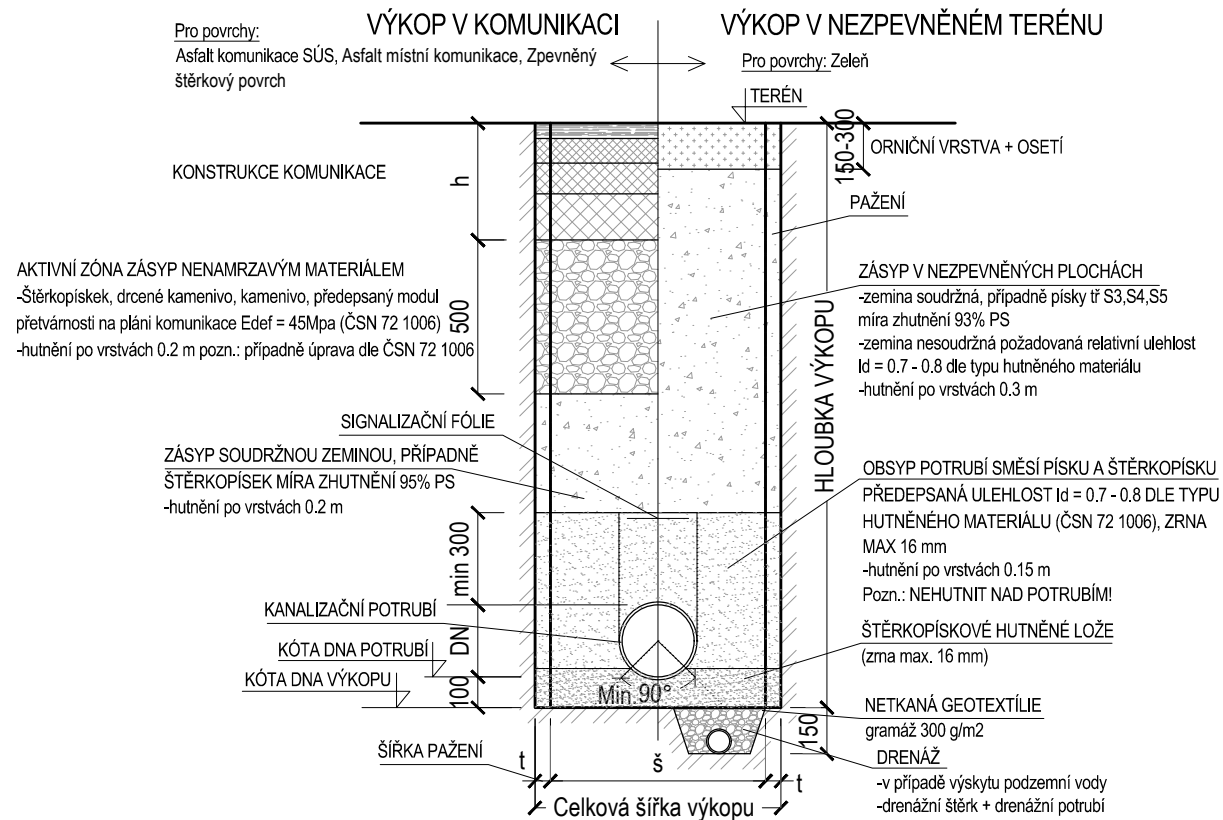 VÝKOP V KOMUNIKACI
VÝKOP V NEZPEVNĚNÉM TERÉNU
Pro povrchy:
Asfalt komunikace SÚS, Asfalt místní komunikace, Zpevněný
štěrkový povrch
Pro povrchy: Zeleň
TERÉN
150-300
ORNIČNÍ VRSTVA + OSETÍ
KONSTRUKCE KOMUNIKACE
h
PAŽENÍ
AKTIVNÍ ZÓNA ZÁSYP NENAMRZAVÝM MATERIÁLEM
-Štěrkopískek, drcené kamenivo, kamenivo, předepsaný modul
přetvárnosti na pláni komunikace Edef = 45Mpa (ČSN 72 1006)
-hutnění po vrstvách 0.2 m pozn.: případně úprava dle ČSN 72 1006
500
ZÁSYP V NEZPEVNĚNÝCH PLOCHÁCH
-zemina soudržná, případně písky tř S3,S4,S5
míra zhutnění 93% PS
-zemina nesoudržná požadovaná relativní ulehlost
Id = 0.7 - 0.8 dle typu hutněného materiálu
-hutnění po vrstvách 0.3 m
HLOUBKA VÝKOPU
SIGNALIZAČNÍ FÓLIE
ZÁSYP SOUDRŽNOU ZEMINOU, PŘÍPADNĚ
ŠTĚRKOPÍSEK MÍRA ZHUTNĚNÍ 95% PS
-hutnění po vrstvách 0.2 m
OBSYP POTRUBÍ SMĚSÍ PÍSKU A ŠTĚRKOPÍSKU
PŘEDEPSANÁ ULEHLOST Id = 0.7 - 0.8 DLE TYPU
HUTNĚNÉHO MATERIÁLU (ČSN 72 1006), ZRNA
MAX 16 mm
-hutnění po vrstvách 0.15 m
Pozn.: NEHUTNIT NAD POTRUBÍM!
min 300
KANALIZAČNÍ POTRUBÍ
DN
KÓTA DNA POTRUBÍ
KÓTA DNA VÝKOPU
100
Min.90°
ŠTĚRKOPÍSKOVÉ HUTNĚNÉ LOŽE
(zrna max. 16 mm)
NETKANÁ GEOTEXTÍLIE
gramáž 300 g/m2
150
DRENÁŽ
-v případě výskytu podzemní vody
-drenážní štěrk + drenážní potrubí
ŠÍŘKA PAŽENÍ
t
š
t
Celková šířka výkopu